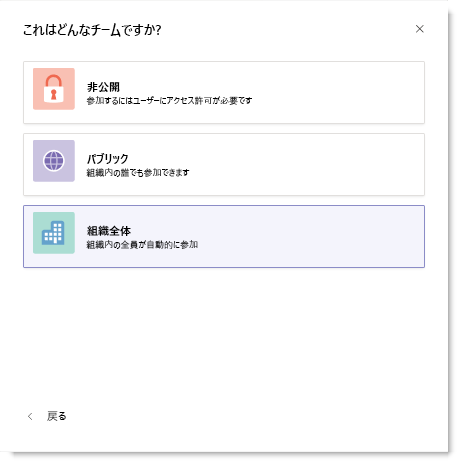 これはどんなチームですか?
非公開
参加するにはユーザーにアクセス許可が必要です
パブリック
組織内の誰でも参加できます
組織全体
組織内の全員が自動的に参加
戻る